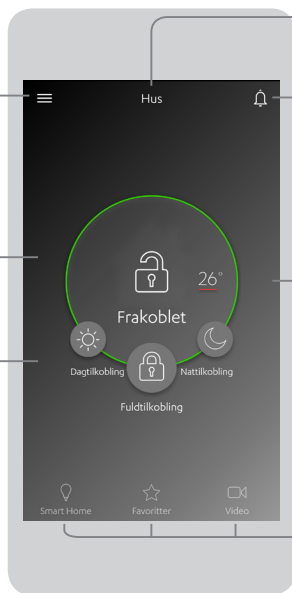 Hus
26°
Frakoblet
Dagtilkobling
Nattilkobling
Fuldtilkobling
Smart Home Favoritter Video